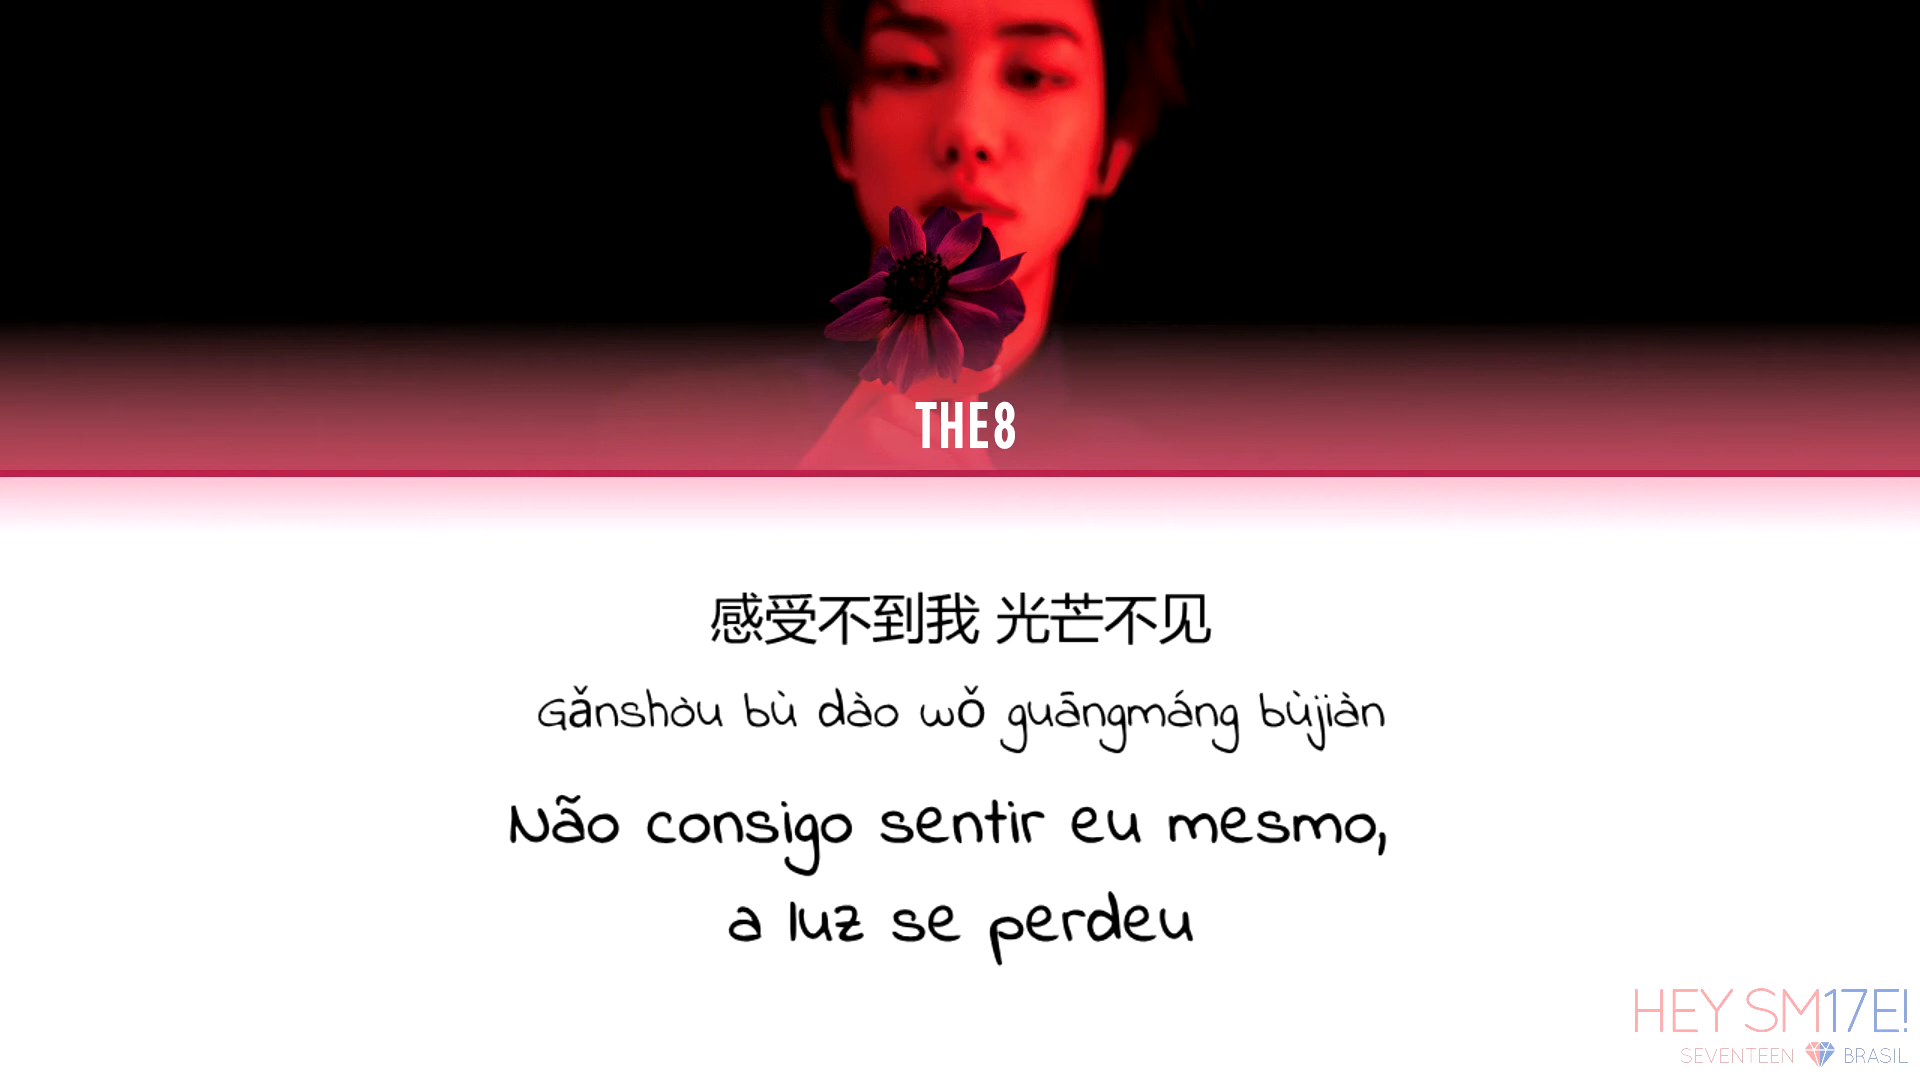 THE8
感受不到我 光芒不见
Gǎnshòu bù dào wǒ guāngmáng bùjiàn
Não consigo sentir eu mesmo,
a luz se perdeu
HEY SM17E!
SEVENTEEN BRASIL